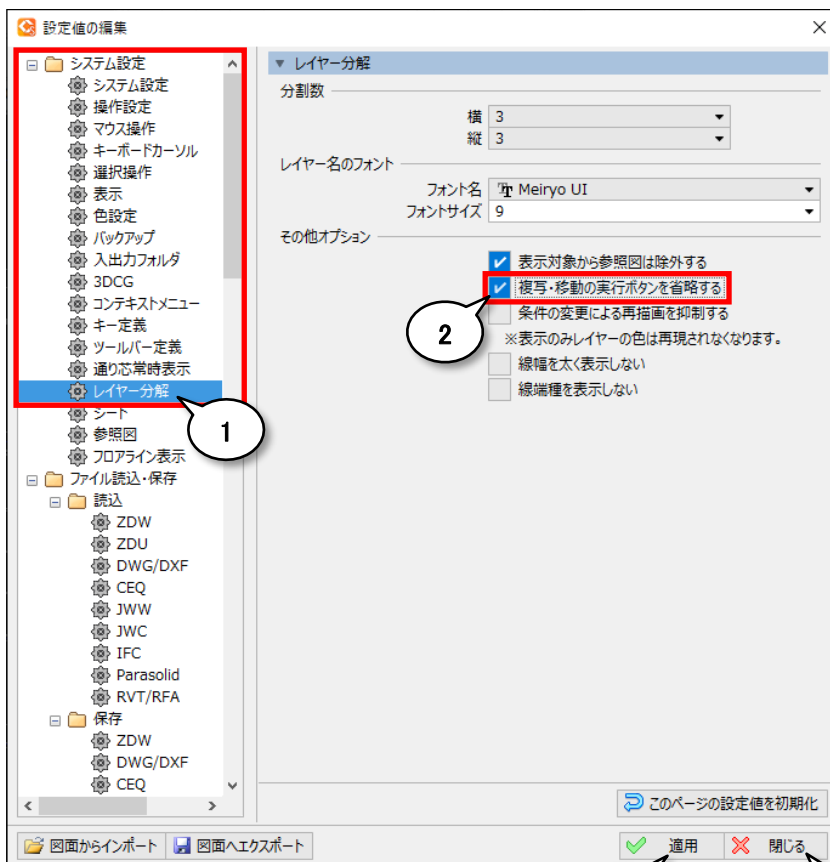 設定値の編集
システム設定
システム設定
操作設定
マウス操作
キーボードカーソル
選択操作
表示
色設定
バックアップ
入出力フォルダ
3DCG
コンテキストメニュー
キー定義
ツールバー定義
通り芯常時表示
レイヤー分解
シート
参照図
フロアライン表示
ファイル読込・保存
読込
ZDW
ZDU
DWG/DXF
CEQ
JWW
JWC
IFC
Parasolid
RVT/RFA
保存
ZDW
DWG/DXF
CEQ
1
レイヤー分解
分割数
横 3
縦 3
レイヤー名のフォント
フォント名 Meiryo UI
フォントサイズ 9
その他オプション
表示対象から参照図は除外する
複写・移動の実行ボタンを省略する
条件の変更による再描画を抑制する
※表示のみレイヤーの色は再現されなくなります。
線幅を太く表示しない
線端種を表示しない
2
このページの設定値を初期化
図面からインポート 図面へエクスポート 適用 閉じる